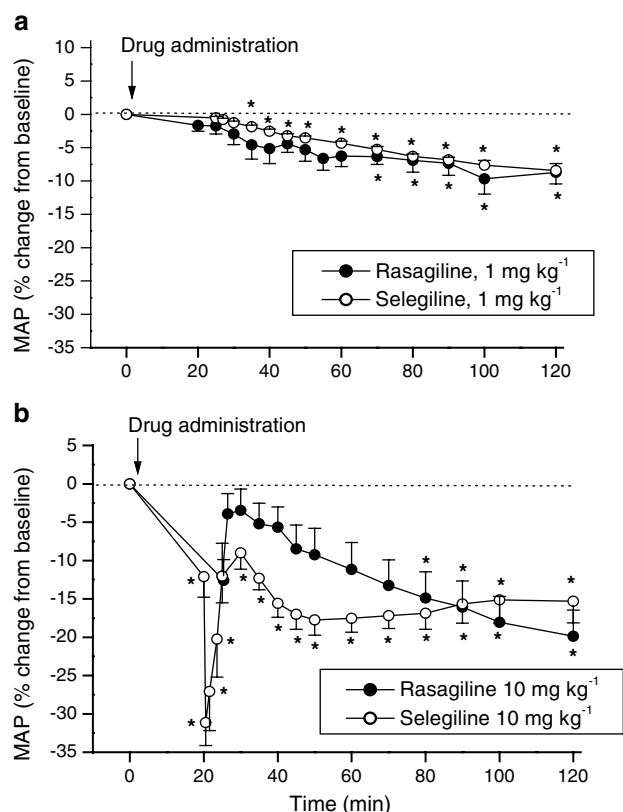 a
10
Drug administration
5
0
-5
-10
-15
-20
-25
-30
-35
MAP (% change from baseline)
* * * * * * * * * *
* * * * *
Rasagiline, 1 mg kg⁻¹
Selegiline, 1 mg kg⁻¹
0 20 40 60 80 100 120
b
Drug administration
5
0
-5
-10
-15
-20
-25
-30
-35
MAP (% change from baseline)
* * * *
* * * * * * * * * * * *
* *
*
Rasagiline 10 mg kg⁻¹
Selegiline 10 mg kg⁻¹
0 20 40 60 80 100 120
Time (min)